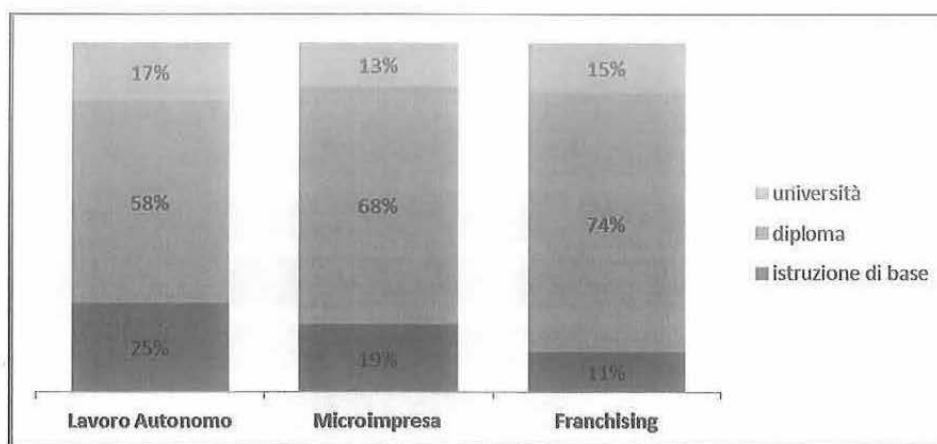 17%
13%
15%
58%
68%
74%
25%
19%
11%
università
diploma
istruzione di base
Lavoro Autonomo
Microimpresa
Franchising